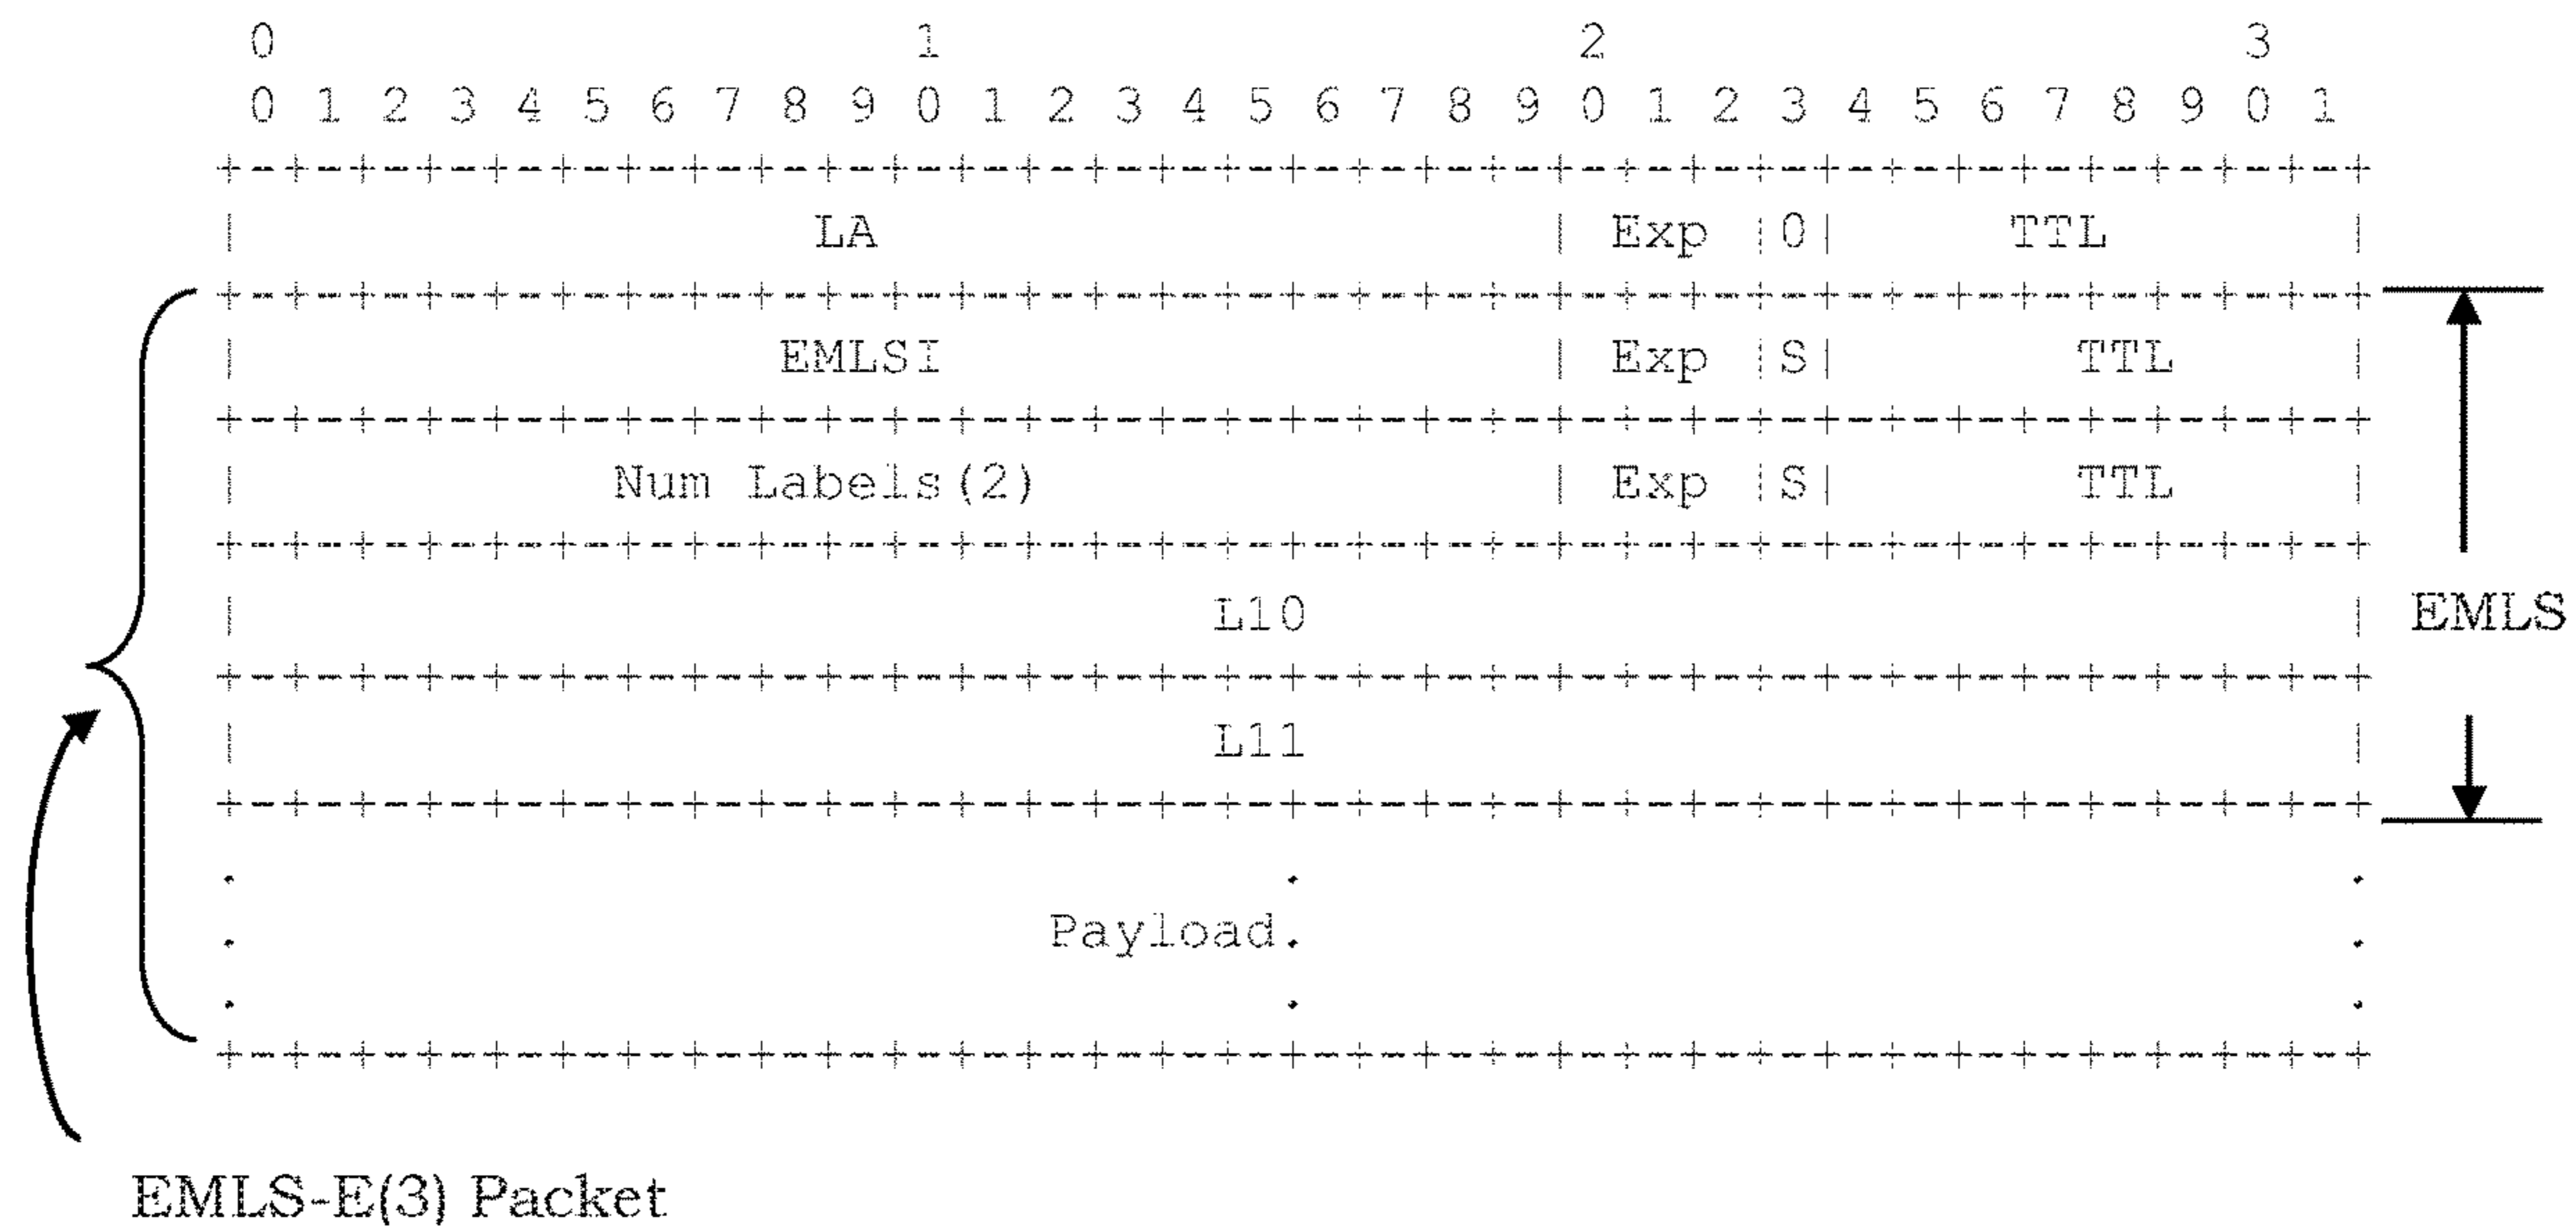 0 1 2 3
0 1 2 3 4 5 6 7 8 9 0 1 2 3 4 5 6 7 8 9 0 1 2 3 4 5 6 7 8 9 0 1
+-+-+-+-+-+-+-+-+-+-+-+-+-+-+-+-+-+-+-+-+-+-+-+-+-+-+-+-+-+-+-+-+
| LA | Exp |0| TTL |
+-+-+-+-+-+-+-+-+-+-+-+-+-+-+-+-+-+-+-+-+-+-+-+-+-+-+-+-+-+-+-+-+
| EMLSI | Exp |S| TTL |
+-+-+-+-+-+-+-+-+-+-+-+-+-+-+-+-+-+-+-+-+-+-+-+-+-+-+-+-+-+-+-+-+
| Num Labels(2) | Exp |S| TTL |
+-+-+-+-+-+-+-+-+-+-+-+-+-+-+-+-+-+-+-+-+-+-+-+-+-+-+-+-+-+-+-+-+
| L10 | EMLS
+-+-+-+-+-+-+-+-+-+-+-+-+-+-+-+-+-+-+-+-+-+-+-+-+-+-+-+-+-+-+-+-+
| L11 |
+-+-+-+-+-+-+-+-+-+-+-+-+-+-+-+-+-+-+-+-+-+-+-+-+-+-+-+-+-+-+-+-+
. . .
. Payload. .
. . .
+-+-+-+-+-+-+-+-+-+-+-+-+-+-+-+-+-+-+-+-+-+-+-+-+-+-+-+-+-+-+-+-+
EMLS-E(3) Packet